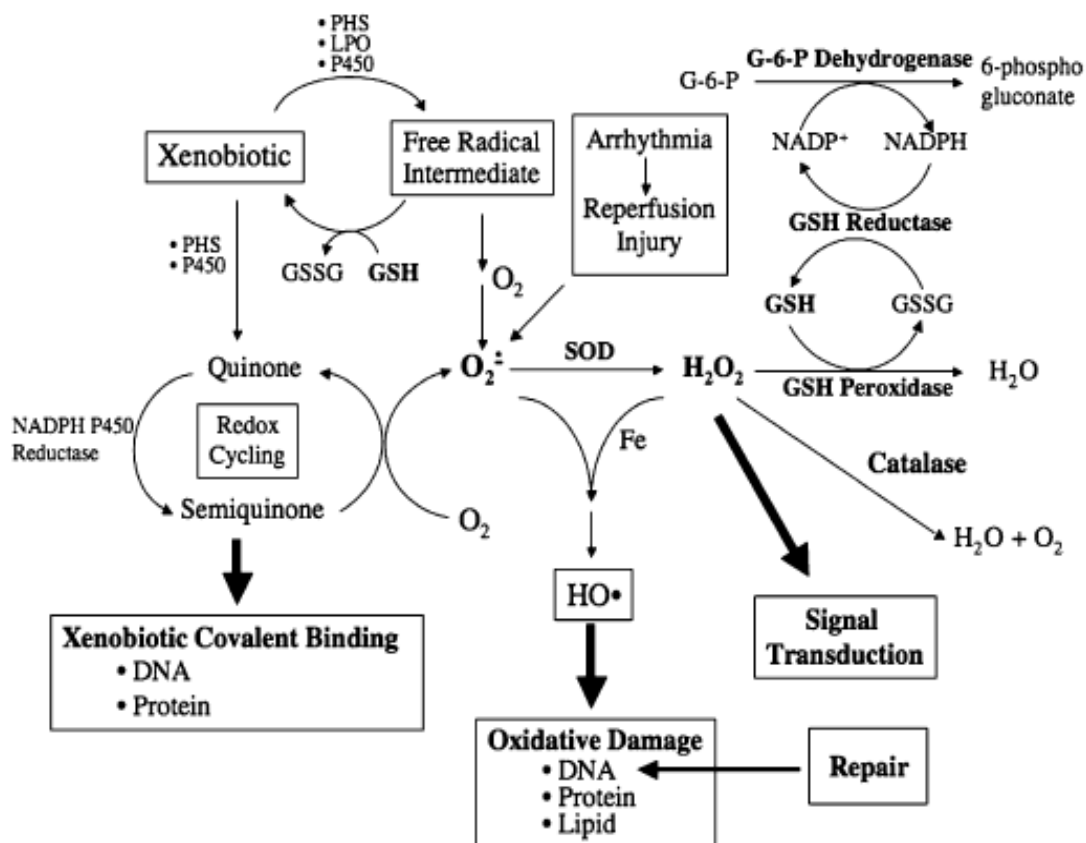 • PHS
• LPO
• P450
Xenobiotic
Free Radical
Intermediate
GSSG GSH
• PHS
• P450
O₂
Arrhythmia
Reperfusion
Injury
G-6-P Dehydrogenase
G-6-P
6-phospho
gluconate
NADP⁺ NADPH
GSH Reductase
GSH GSSG
Quinone
NADPH P450
Reductase
Redox
Cycling
Semiquinone
O₂
O₂•̄
SOD
H₂O₂
GSH Peroxidase
H₂O
Fe
Catalase
H₂O + O₂
HO•
Signal
Transduction
Xenobiotic Covalent Binding
• DNA
• Protein
Oxidative Damage
• DNA
• Protein
• Lipid
Repair